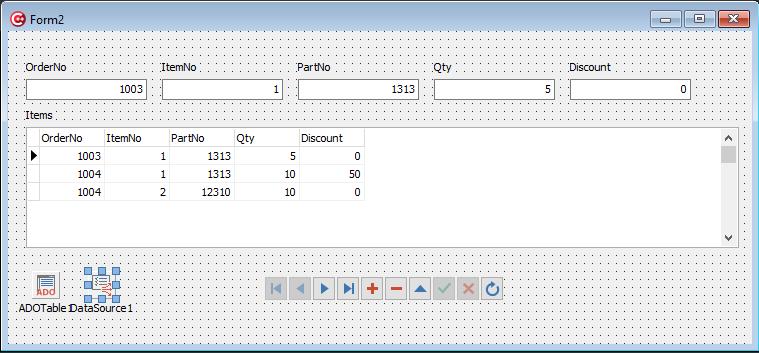 Form2
OrderNo ItemNo PartNo Qty Discount
1003 1 1313 5 0
Items
OrderNo ItemNo PartNo Qty Discount
1003 1 1313 5 0
1004 1 1313 10 50
1004 2 12310 10 0
ADO
ADOTable1 DataSource1